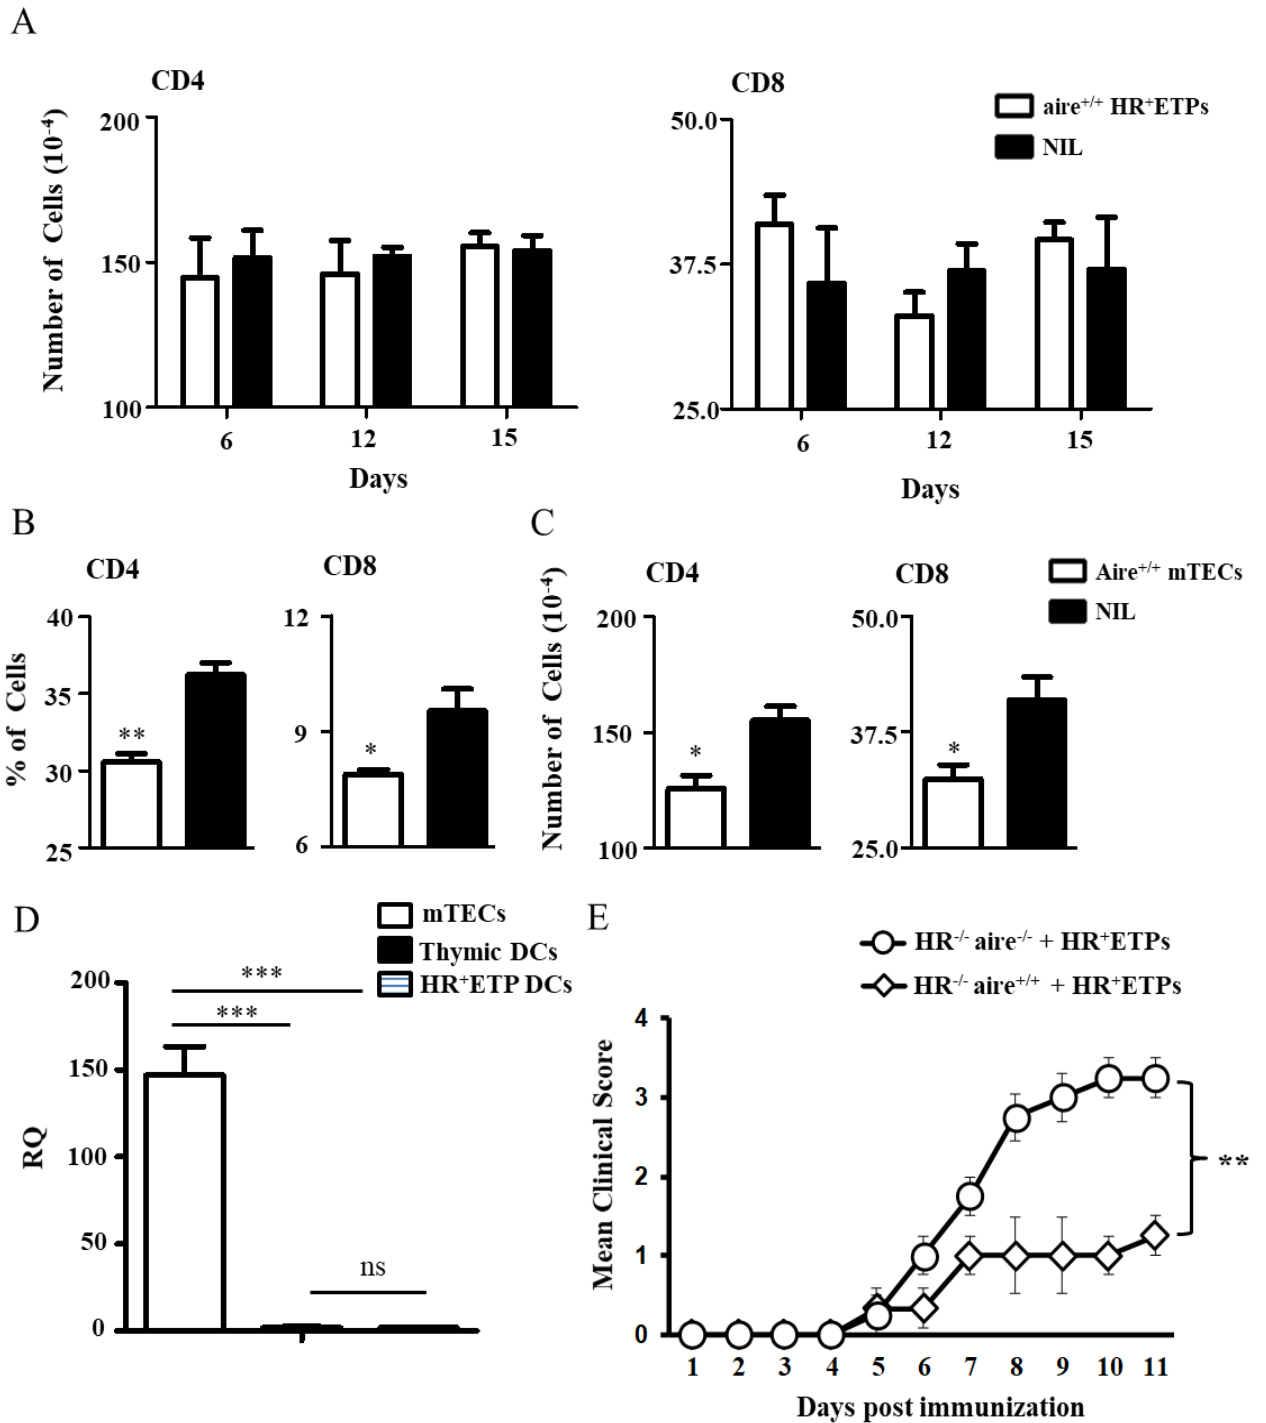 A
CD4
Number of Cells (10⁻⁴)
200
150
100
6
12
15
Days
CD8
50.0
37.5
25.0
6
12
15
Days
aire⁺/⁺ HR⁺ETPs
NIL
B
CD4
% of Cells
40
35
30
25
**
CD8
12
9
6
*
C
CD4
Number of Cells (10⁻⁴)
200
150
100
*
CD8
50.0
37.5
25.0
*
Aire⁺/⁺ mTECs
NIL
D
mTECs
Thymic DCs
HR⁺ETP DCs
RQ
200
150
100
50
0
***
***
ns
E
HR⁻/⁻ aire⁻/⁻ + HR⁺ETPs
HR⁻/⁻ aire⁺/⁺ + HR⁺ETPs
Mean Clinical Score
4
3
2
1
0
**
1 2 3 4 5 6 7 8 9 10 11
Days post immunization